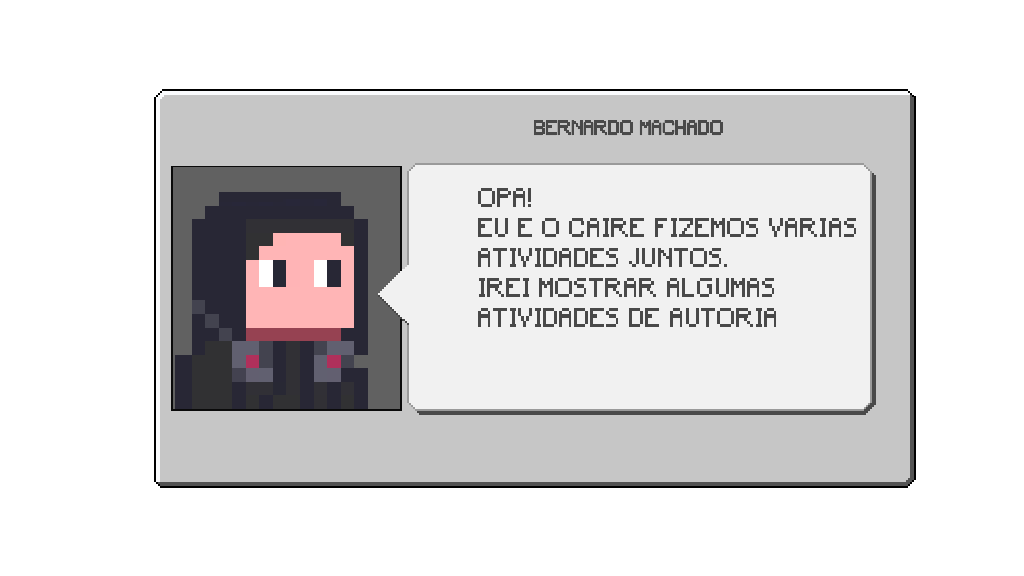 BERNARDO MACHADO
OPA!
EU E O CAIRE FIZEMOS VARIAS
ATIVIDADES JUNTOS.
IREI MOSTRAR ALGUMAS
ATIVIDADES DE AUTORIA